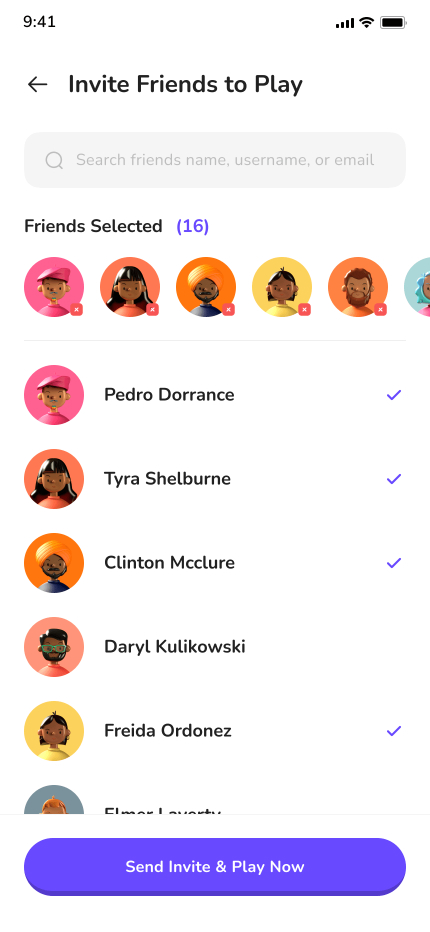 9:41
Invite Friends to Play
Search friends name, username, or email
Friends Selected (16)
Pedro Dorrance
Tyra Shelburne
Clinton Mcclure
Daryl Kulikowski
Freida Ordonez
Elmer Laverty
Send Invite & Play Now